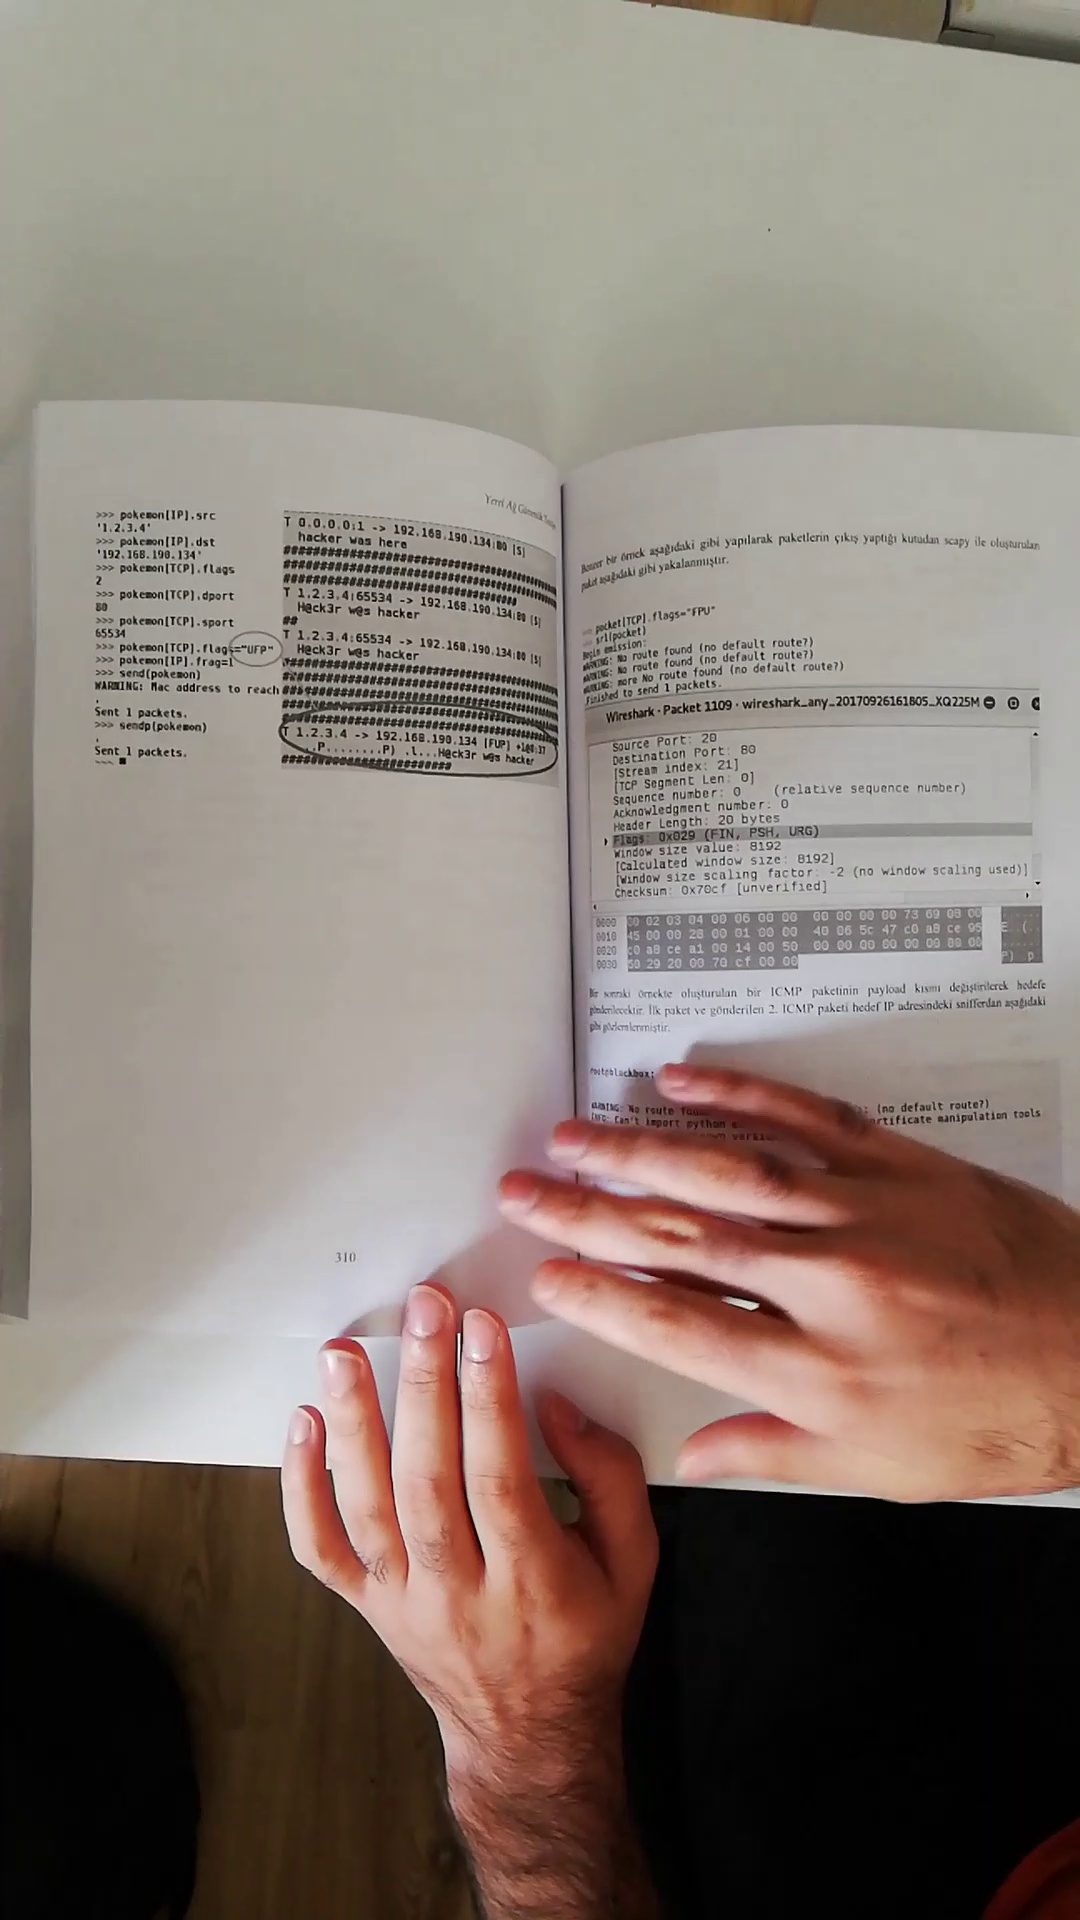 Yerel Ağ Güvenlik
>>> pokemon[IP].src
'1.2.3.4'
>>> pokemon[IP].dst
'192.168.190.134'
>>> pokemon[TCP].flags
2
>>> pokemon[TCP].dport
80
>>> pokemon[TCP].sport
65534
>>> pokemon[TCP].flags="UFP"
>>> pokemon[IP].frag=1
>>> send(pokemon)
WARNING: Mac address to reach
.
Sent 1 packets.
>>> sendp(pokemon)
.
Sent 1 packets.
T 0.0.0.0:1 -> 192.168.190.134:80 [S]
hacker was here
T 1.2.3.4:65534 -> 192.168.190.134:80 [S]
H@ck3r w@s hacker
##
T 1.2.3.4:65534 -> 192.168.190.134:80 [S]
H@ck3r w@s hacker
T 1.2.3.4 -> 192.168.190.134 [FUP]
..P........P) .l...H@ck3r w@s hacker
310
Benzer bir örnek aşağıdaki gibi yapılarak paketlerin çıkış yaptığı kutudan scapy ile oluşturulan
paket aşağıdaki gibi yakalanmıştır.
>>> pocket[TCP].flags="FPU"
>>> sr1(pocket)
Begin emission:
WARNING: No route found (no default route?)
WARNING: No route found (no default route?)
WARNING: more No route found (no default route?)
.Finished to send 1 packets.
Wireshark · Packet 1109 · wireshark_any_20170926161805_XQ225M
Source Port: 20
Destination Port: 80
[Stream index: 21]
[TCP Segment Len: 0]
Sequence number: 0 (relative sequence number)
Acknowledgment number: 0
Header Length: 20 bytes
Flags: 0x029 (FIN, PSH, URG)
Window size value: 8192
[Calculated window size: 8192]
[Window size scaling factor: -2 (no window scaling used)]
Checksum: 0x70cf [unverified]
0000 00 02 03 04 00 06 00 00 00 00 00 00 73 69 08 00 ........
0010 45 00 00 28 00 01 00 00 40 06 5c 47 c0 a8 ce 95 E..(..
0020 c0 a8 ce a1 00 14 00 50 00 00 00 00 00 00 00 00
0030 50 29 20 00 70 cf 00 00 P) p
Bir sonraki örnekte oluşturulan bir ICMP paketinin payload kısmı değiştirilerek hedefe
gönderilecektir. İlk paket ve gönderilen 2. ICMP paketi hedef IP adresindeki snifferdan aşağıdaki
gibi gözlemlenmiştir.
root@blackbox:
WARNING: No route (no default route?)
INFO: Can't import python certificate manipulation tools